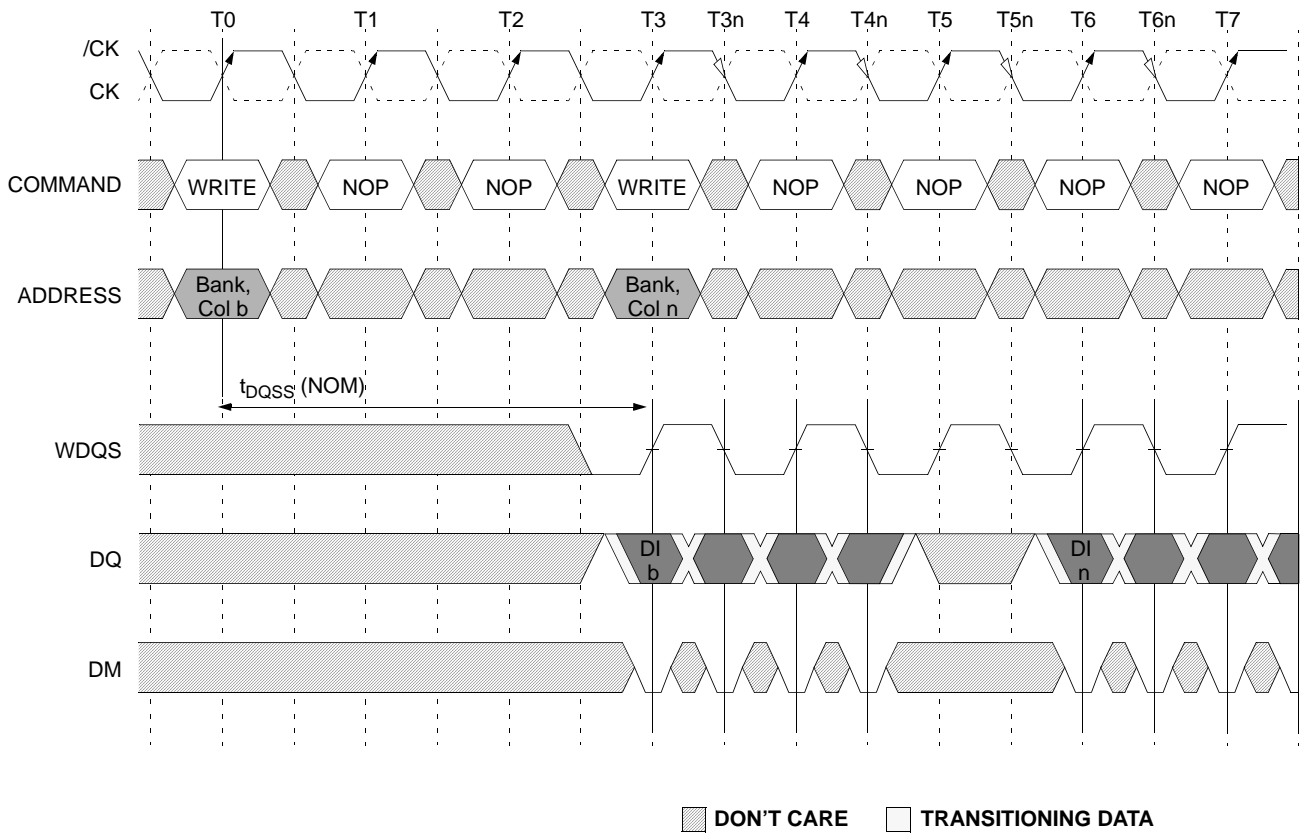 T0 T1 T2 T3 T3n T4 T4n T5 T5n T6 T6n T7
/CK
CK
COMMAND WRITE NOP NOP WRITE NOP NOP NOP NOP
ADDRESS Bank, Col b Bank, Col n
tDQSS (NOM)
WDQS
DQ DI b DI n
DM
DON'T CARE TRANSITIONING DATA